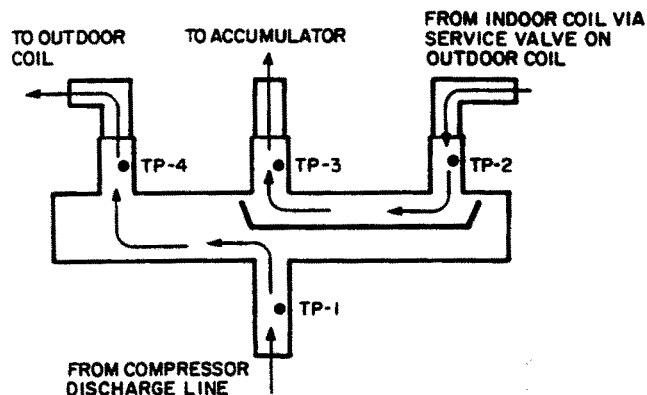 TO OUTDOOR
COIL
TO ACCUMULATOR
FROM INDOOR COIL VIA
SERVICE VALVE ON
OUTDOOR COIL
TP-4
TP-3
TP-2
TP-1
FROM COMPRESSOR
DISCHARGE LINE